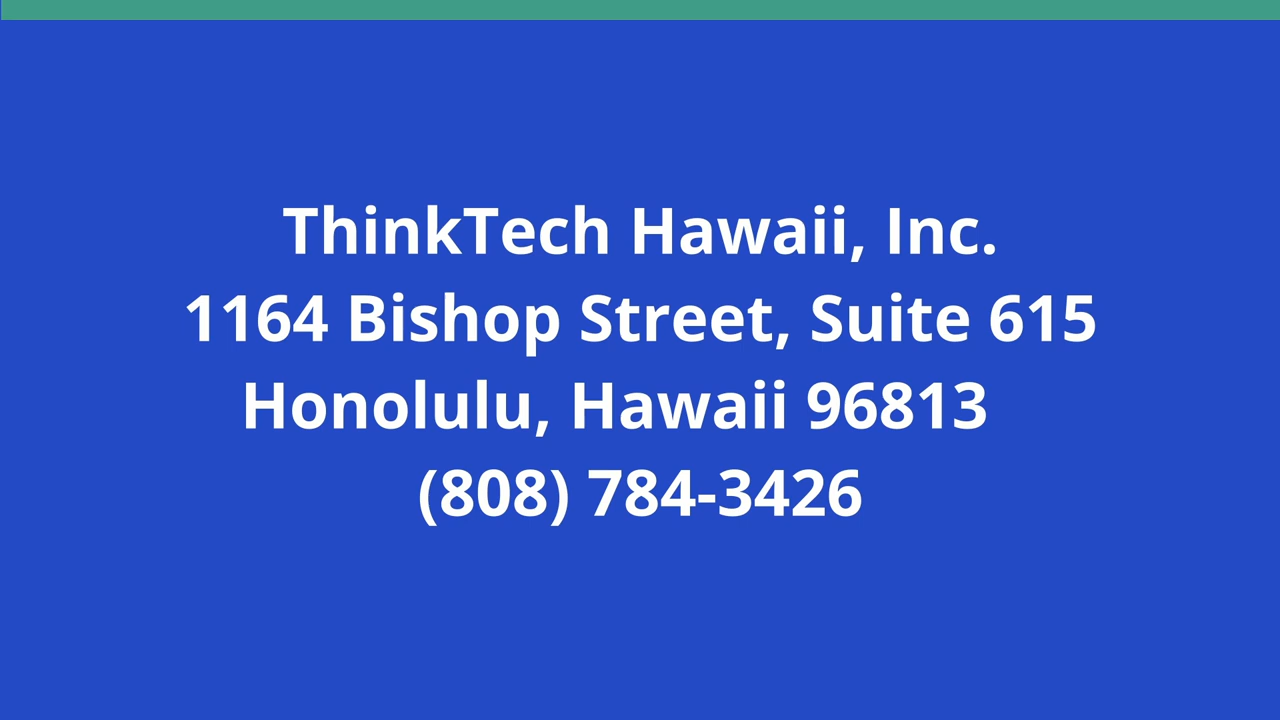 ThinkTech Hawaii, Inc.
1164 Bishop Street, Suite 615
Honolulu, Hawaii 96813
(808) 784-3426